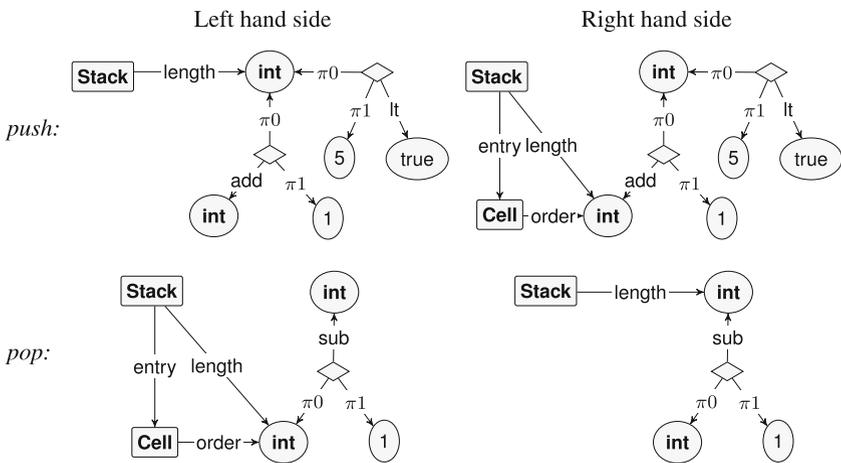 Left hand side
Right hand side
push:
Stack
length
int
π0
π0
π1
lt
5
true
add
π1
int
1
Stack
int
π0
π0
π1
lt
entry
length
5
true
add
π1
Cell
order
int
1
pop:
Stack
int
sub
entry
length
π0
π1
Cell
order
int
1
Stack
length
int
sub
π0
π1
int
1